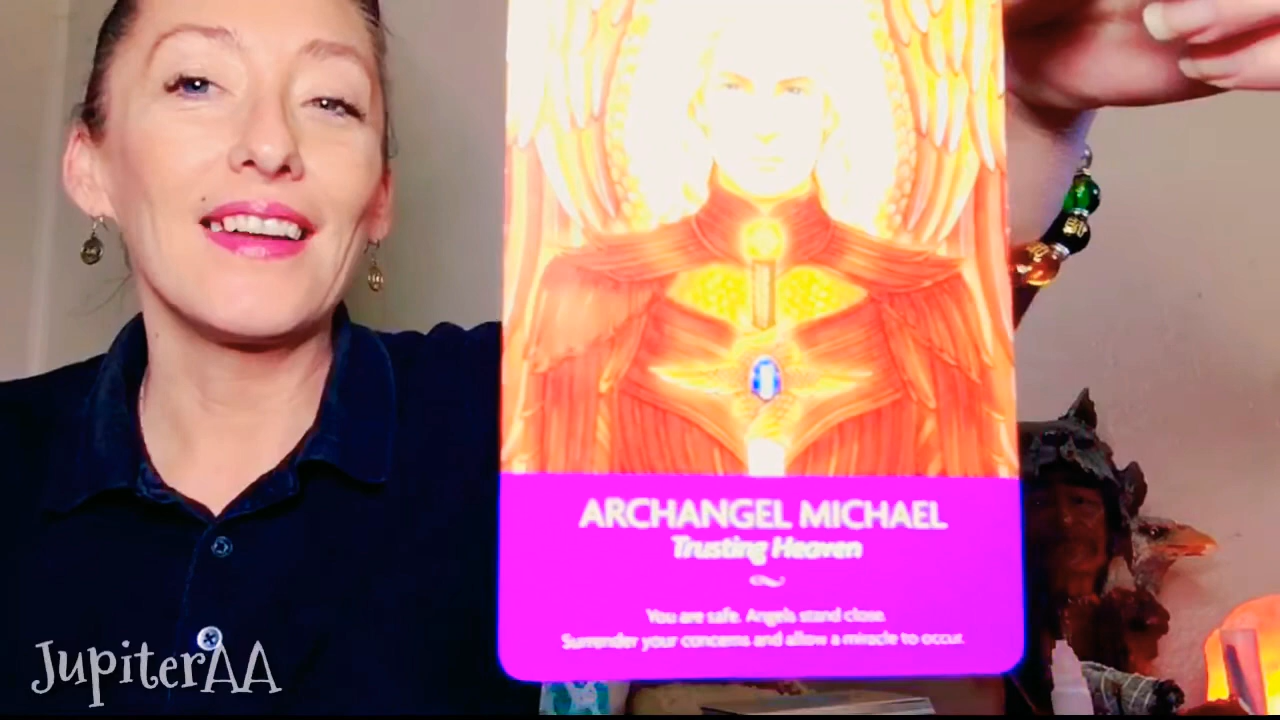 ARCHANGEL MICHAEL
Trusting Heaven
You are safe. Angels stand close.
Surrender your concerns and allow a miracle to occur.
JupiterAA